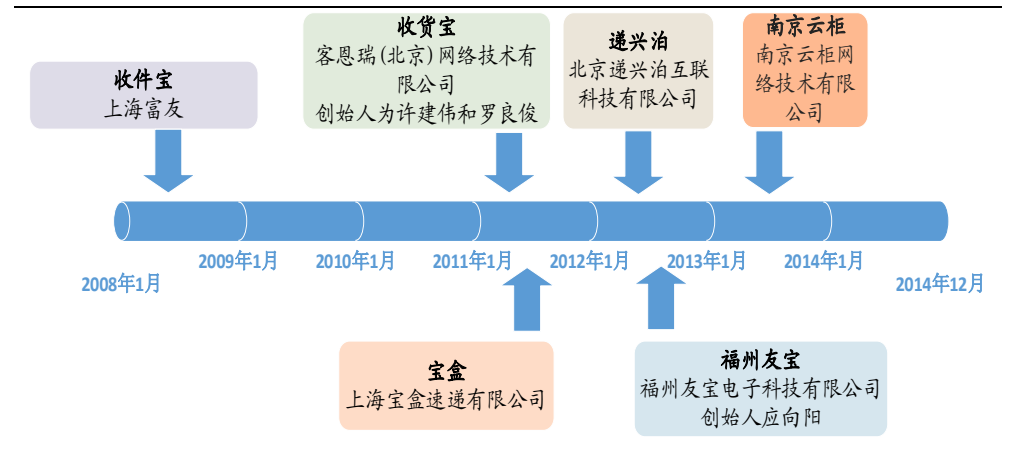 收件宝
上海富友
收货宝
客恩瑞(北京)网络技术有
限公司
创始人为许建伟和罗良俊
递兴泊
北京递兴泊互联
科技有限公司
南京云柜
南京云柜网
络技术有限
公司
2008年1月
2009年1月
2010年1月
2011年1月
2012年1月
2013年1月
2014年1月
2014年12月
宝盒
上海宝盒速递有限公司
福州友宝
福州友宝电子科技有限公司
创始人应向阳